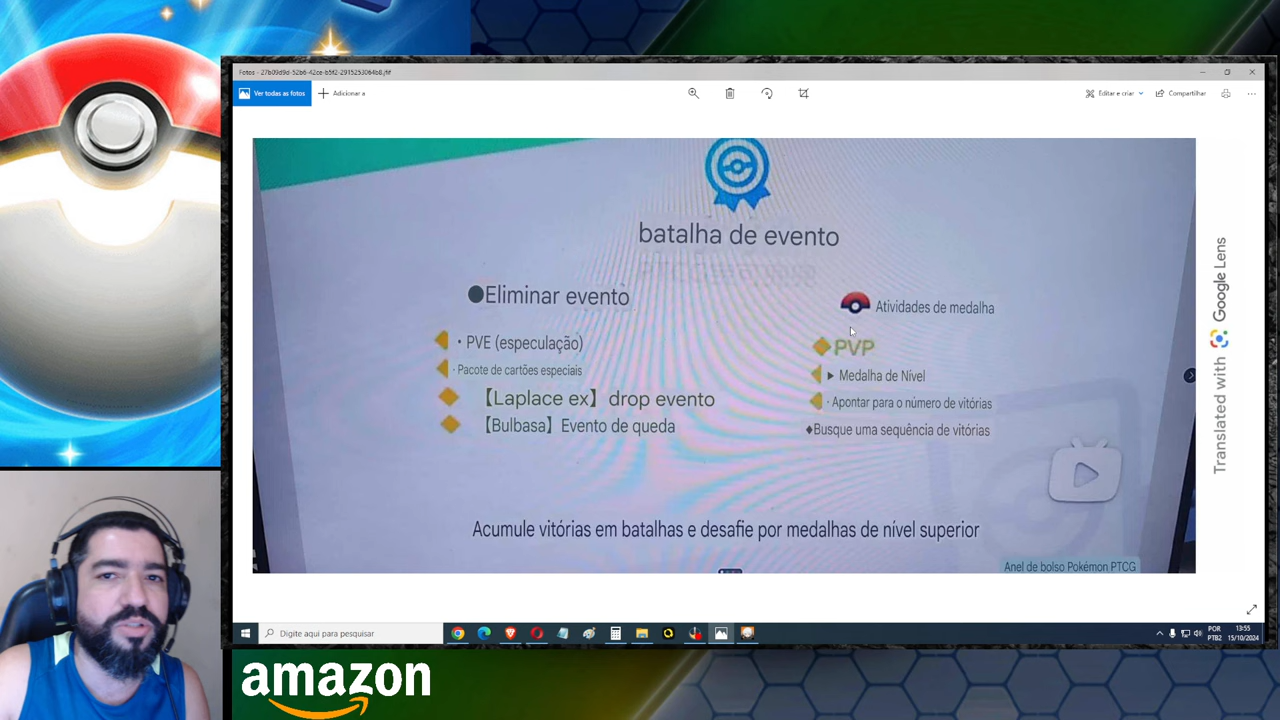 Fotos - 27b09d9d-52b6-42ce-b5f2-2915253064b8.jfif
Ver todas as fotos
Adicionar a
Editar e criar
Compartilhar
batalha de evento
Eliminar evento
• PVE (especulação)
· Pacote de cartões especiais
【Laplace ex】 drop evento
【Bulbasa】 Evento de queda
Atividades de medalha
PVP
Medalha de Nível
· Apontar para o número de vitórias
♦Busque uma sequência de vitórias
Acumule vitórias em batalhas e desafie por medalhas de nível superior
Anel de bolso Pokémon PTCG
Translated with Google Lens
Digite aqui para pesquisar
POR
PTB2
13:55
15/10/2024
amazon